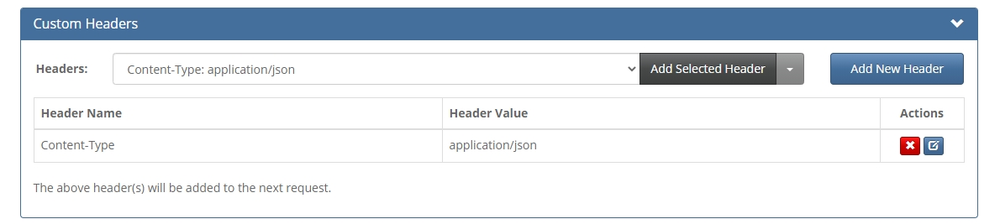 Custom Headers
Headers: Content-Type: application/json Add Selected Header Add New Header
Header Name Header Value Actions
Content-Type application/json
The above header(s) will be added to the next request.